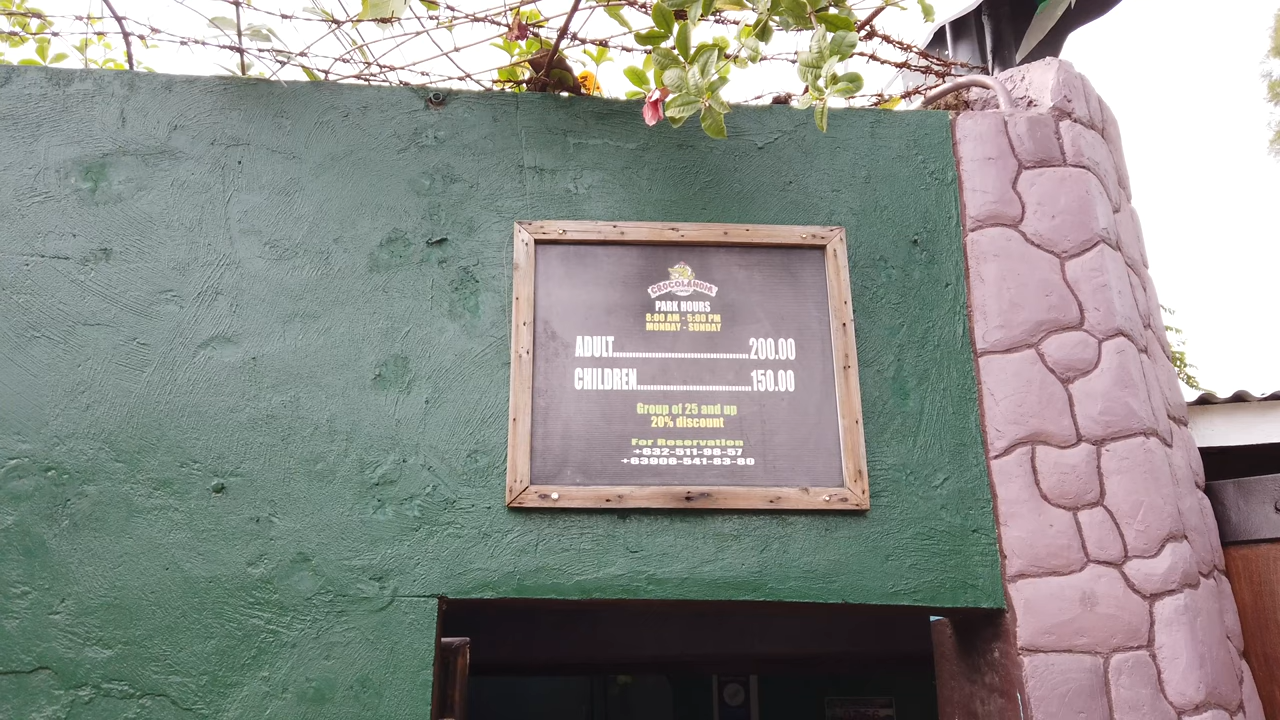 CROCOLANDIA
PARK HOURS
8:00 AM - 5:00 PM
MONDAY - SUNDAY
ADULT...............................................200.00
CHILDREN.......................................150.00
Group of 25 and up
20% discount
For Reservation
+632-511-98-57
+63906-541-83-80